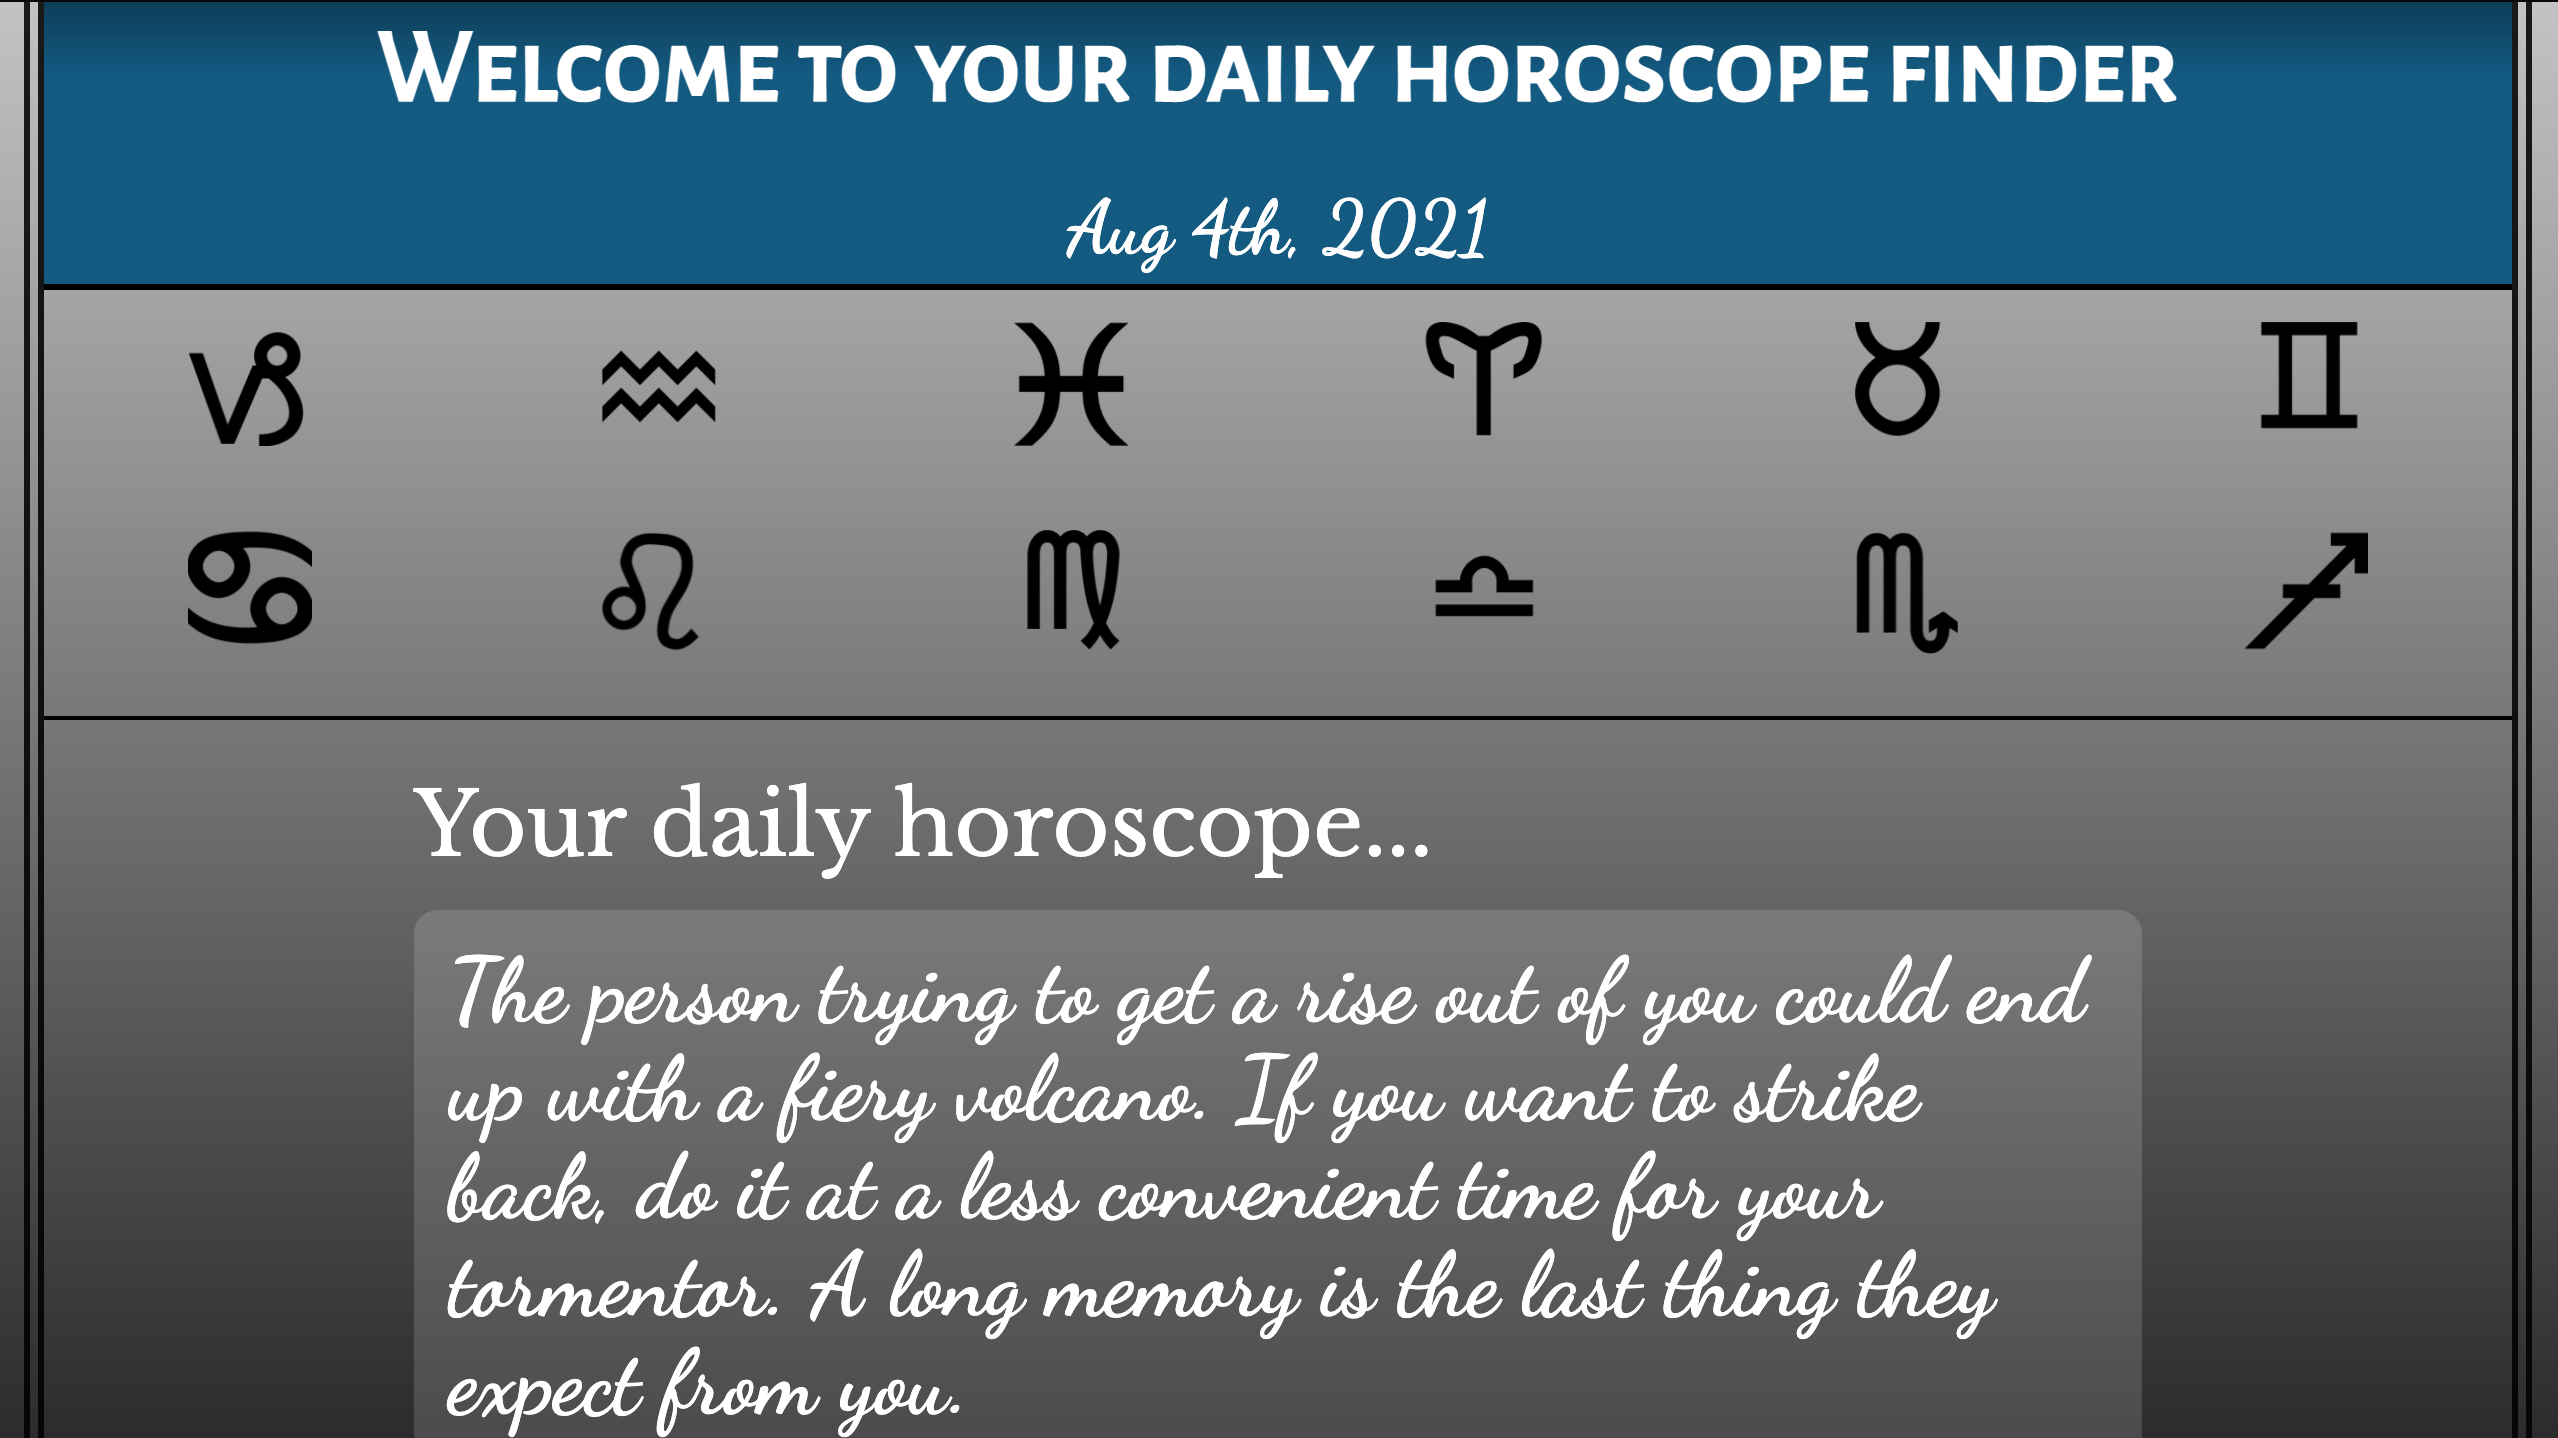 Welcome to your daily horoscope finder
Aug 4th, 2021
♑ ♒ ♓ ♈ ♉ ♊
♋ ♌ ♍ ♎ ♏ ♐
Your daily horoscope...
The person trying to get a rise out of you could end
up with a fiery volcano. If you want to strike
back, do it at a less convenient time for your
tormentor. A long memory is the last thing they
expect from you.